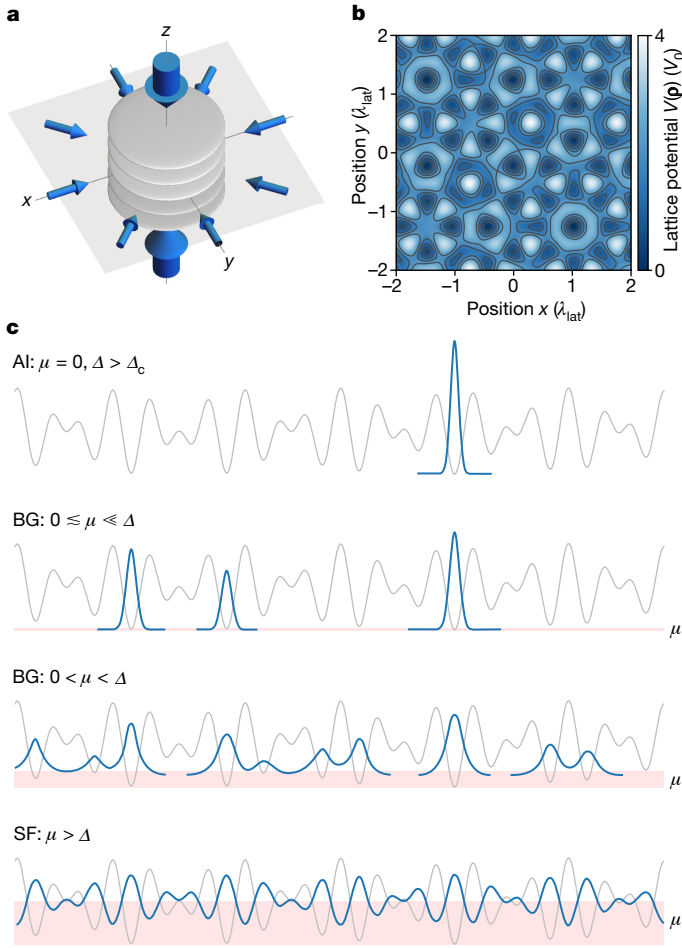 a
z
x
y
b
2
1
0
−1
−2
−2
−1
0
1
2
Position y (λlat)
Position x (λlat)
4
0
Lattice potential V(ρ) (V0)
c
AI: μ = 0, Δ > Δc
BG: 0 ≲ μ ≪ Δ
μ
BG: 0 < μ < Δ
μ
SF: μ > Δ
μ